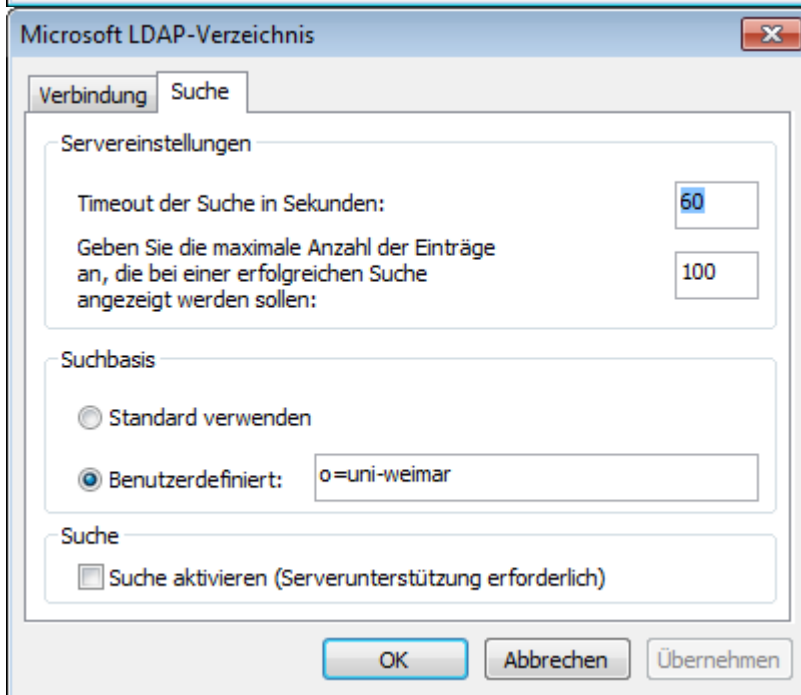 Microsoft LDAP-Verzeichnis
Verbindung Suche
Servereinstellungen
Timeout der Suche in Sekunden: 60
Geben Sie die maximale Anzahl der Einträge
an, die bei einer erfolgreichen Suche 100
angezeigt werden sollen:
Suchbasis
Standard verwenden
Benutzerdefiniert: o=uni-weimar
Suche
Suche aktivieren (Serverunterstützung erforderlich)
OK Abbrechen Übernehmen